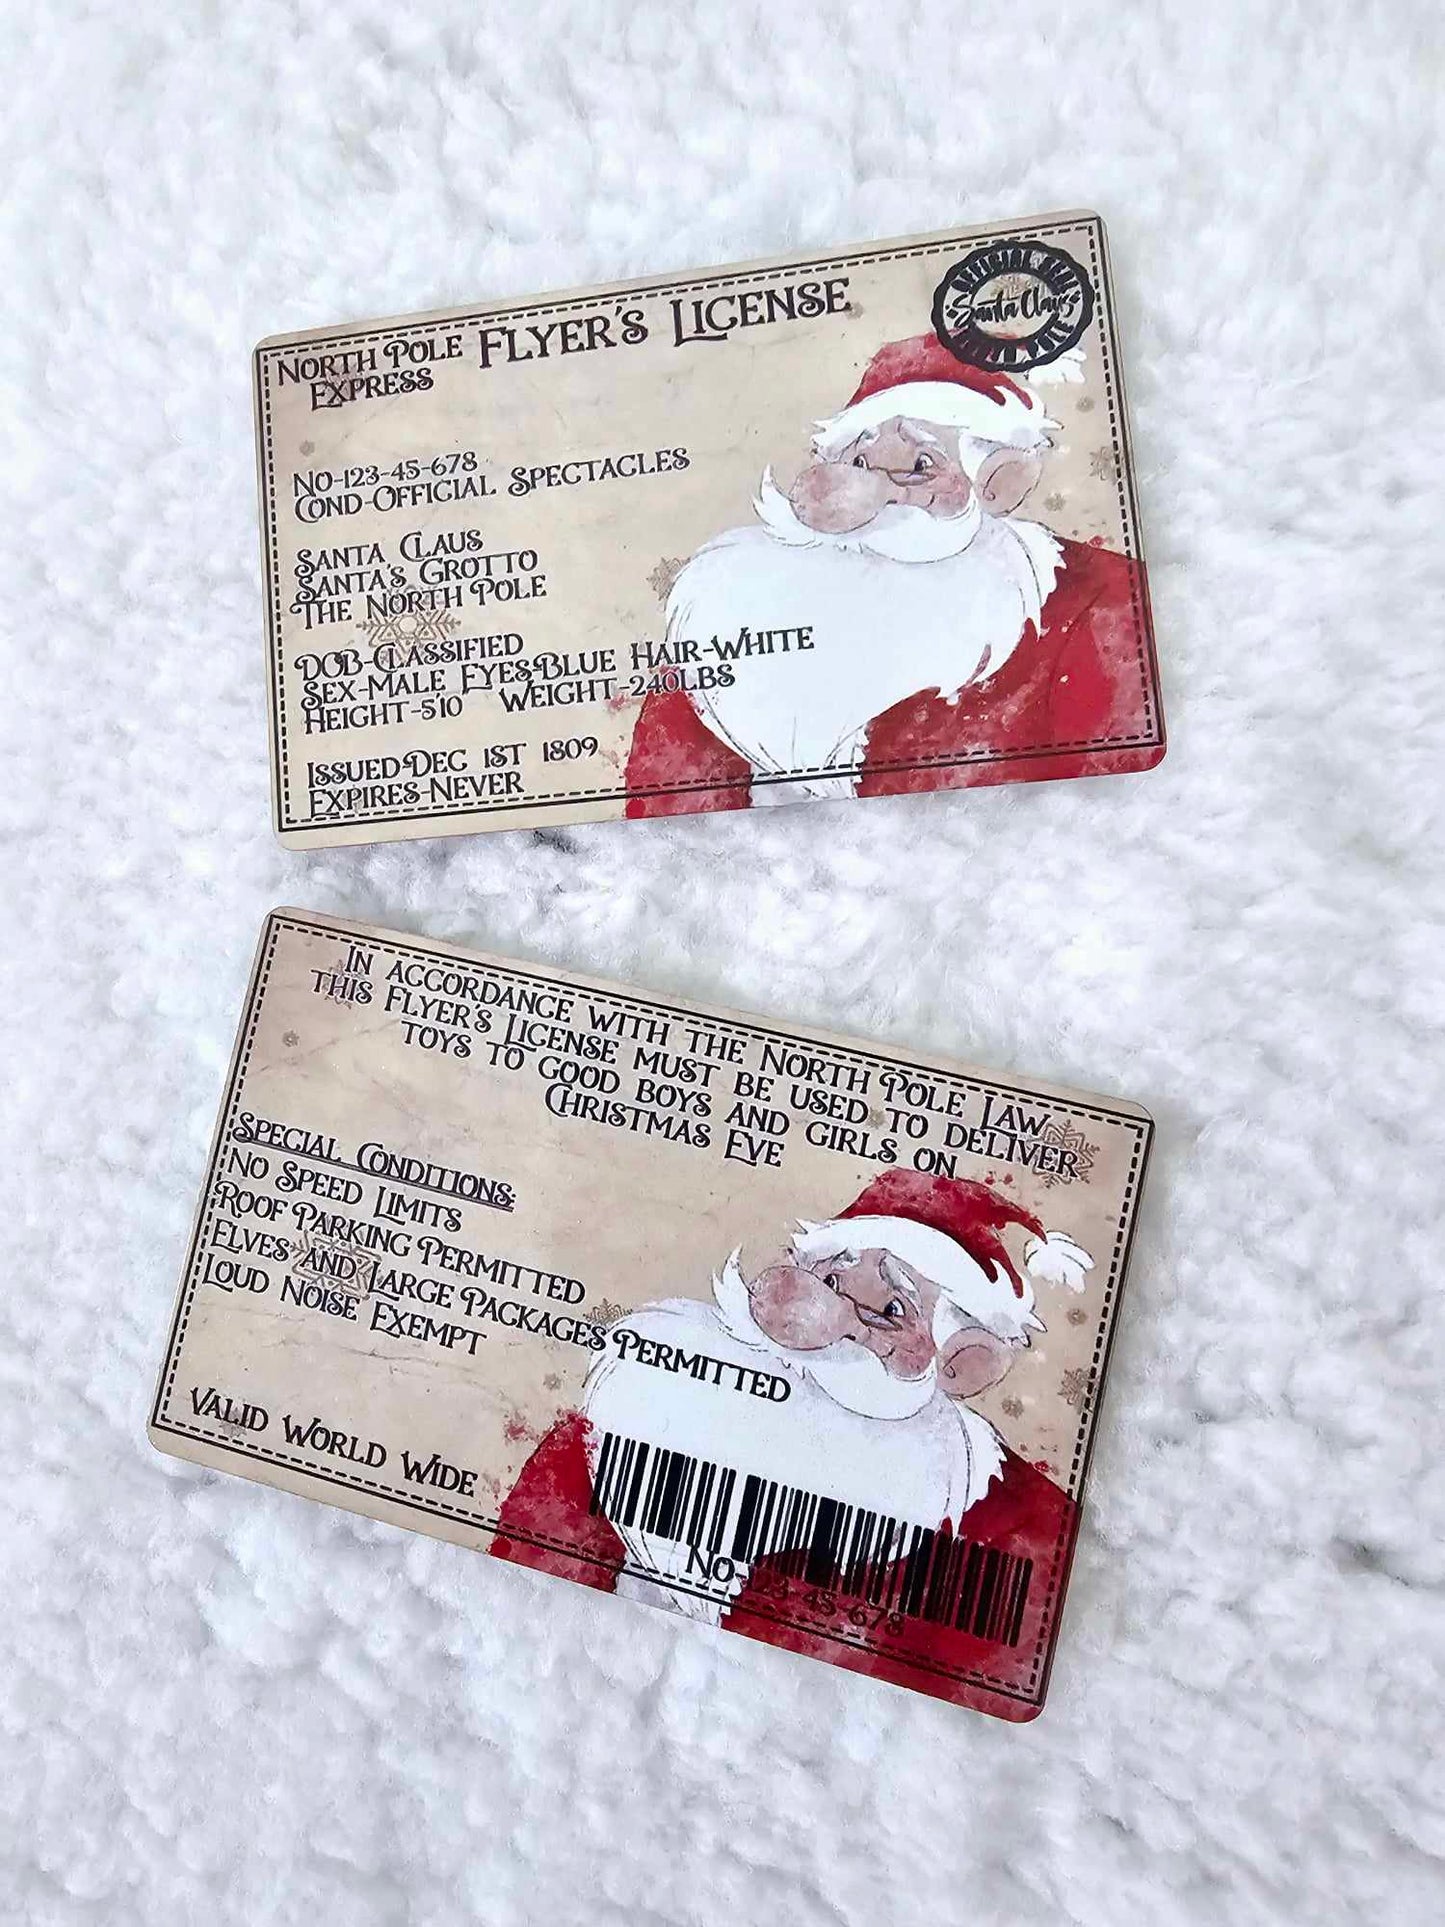 North Pole Express
Flyer's License
Official Seal
Santa Claus
North Pole
No-123-45-678
Cond-Official Spectacles
Santa Claus
Santa's Grotto
The North Pole
DOB-Classified
Sex-Male Eyes-Blue Hair-White
Height-5'10 Weight-240lbs
Issued-Dec 1st 1809
Expires-Never
In accordance with the North Pole Law
this Flyer's License must be used to deliver
toys to good boys and girls on
Christmas Eve
Special Conditions:
No Speed Limits
Roof Parking Permitted
Elves and Large Packages Permitted
Loud Noise Exempt
Valid World Wide
No-123-45-678